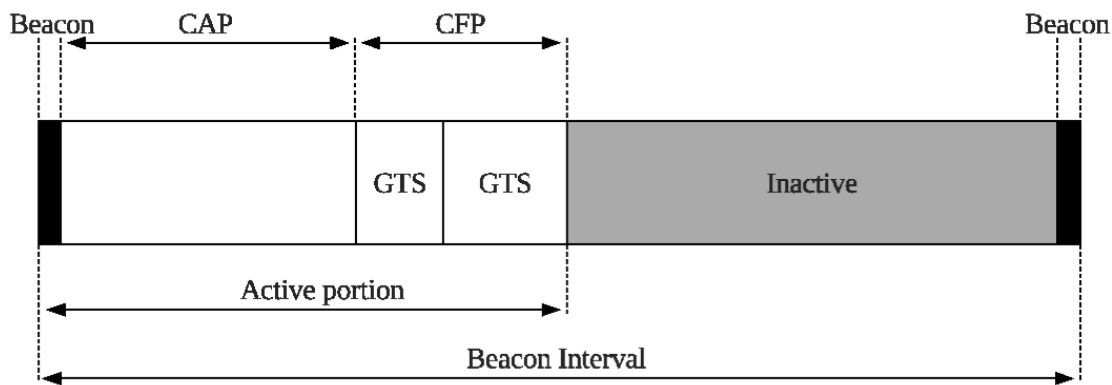 Beacon CAP CFP Beacon
GTS GTS Inactive
Active portion
Beacon Interval